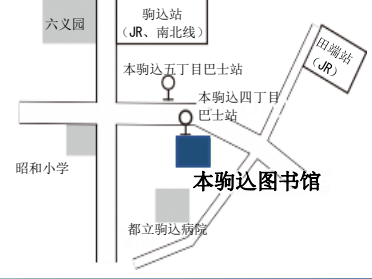 六义园
驹込站
（JR、南北线）
田端站
（JR）
本驹込五丁目巴士站
本驹込四丁目
巴士站
昭和小学
本驹込图书馆
都立驹込病院